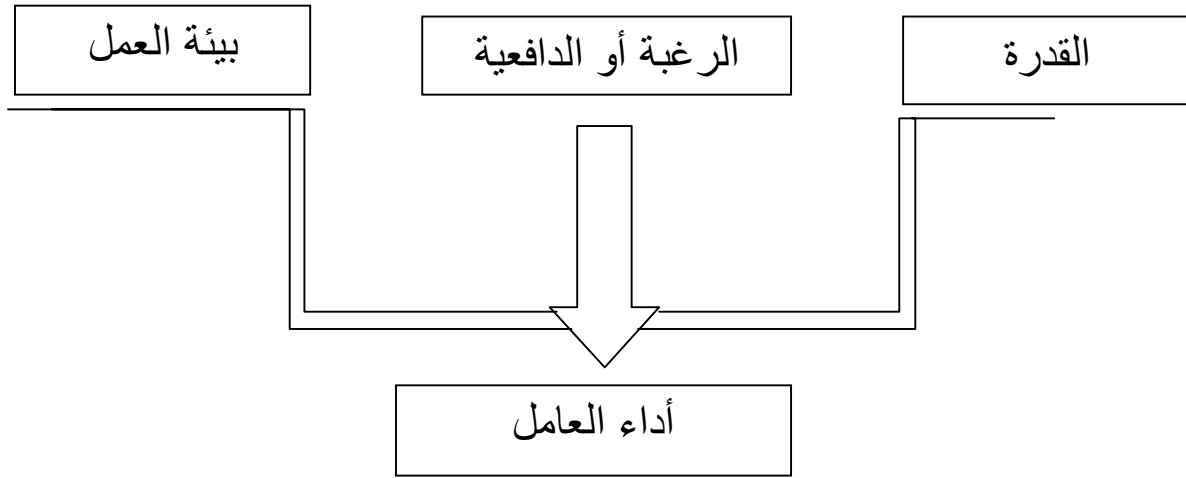 القدرة
الرغبة أو الدافعية
بيئة العمل
أداء العامل